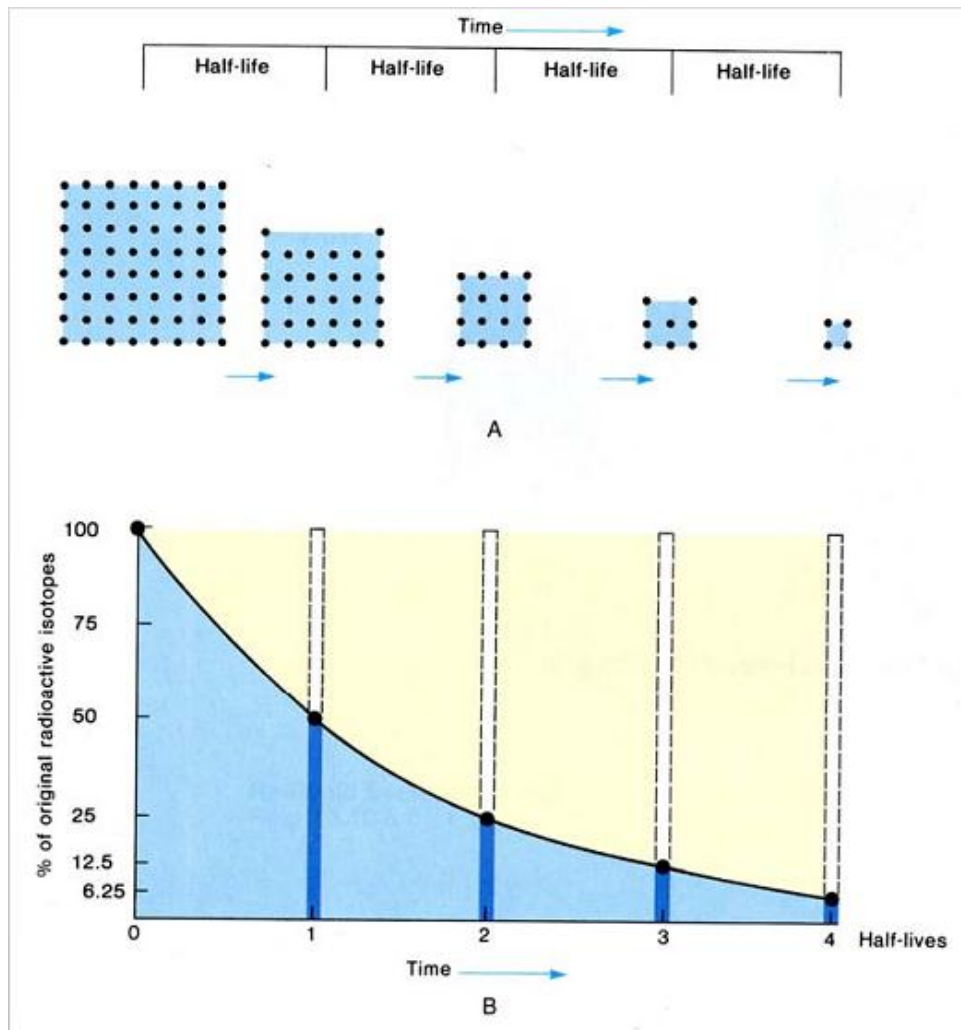 Time
Half-life Half-life Half-life Half-life
A
100
75
50
25
12.5
6.25
% of original radioactive isotopes
0 1 2 3 4 Half-lives
Time
B